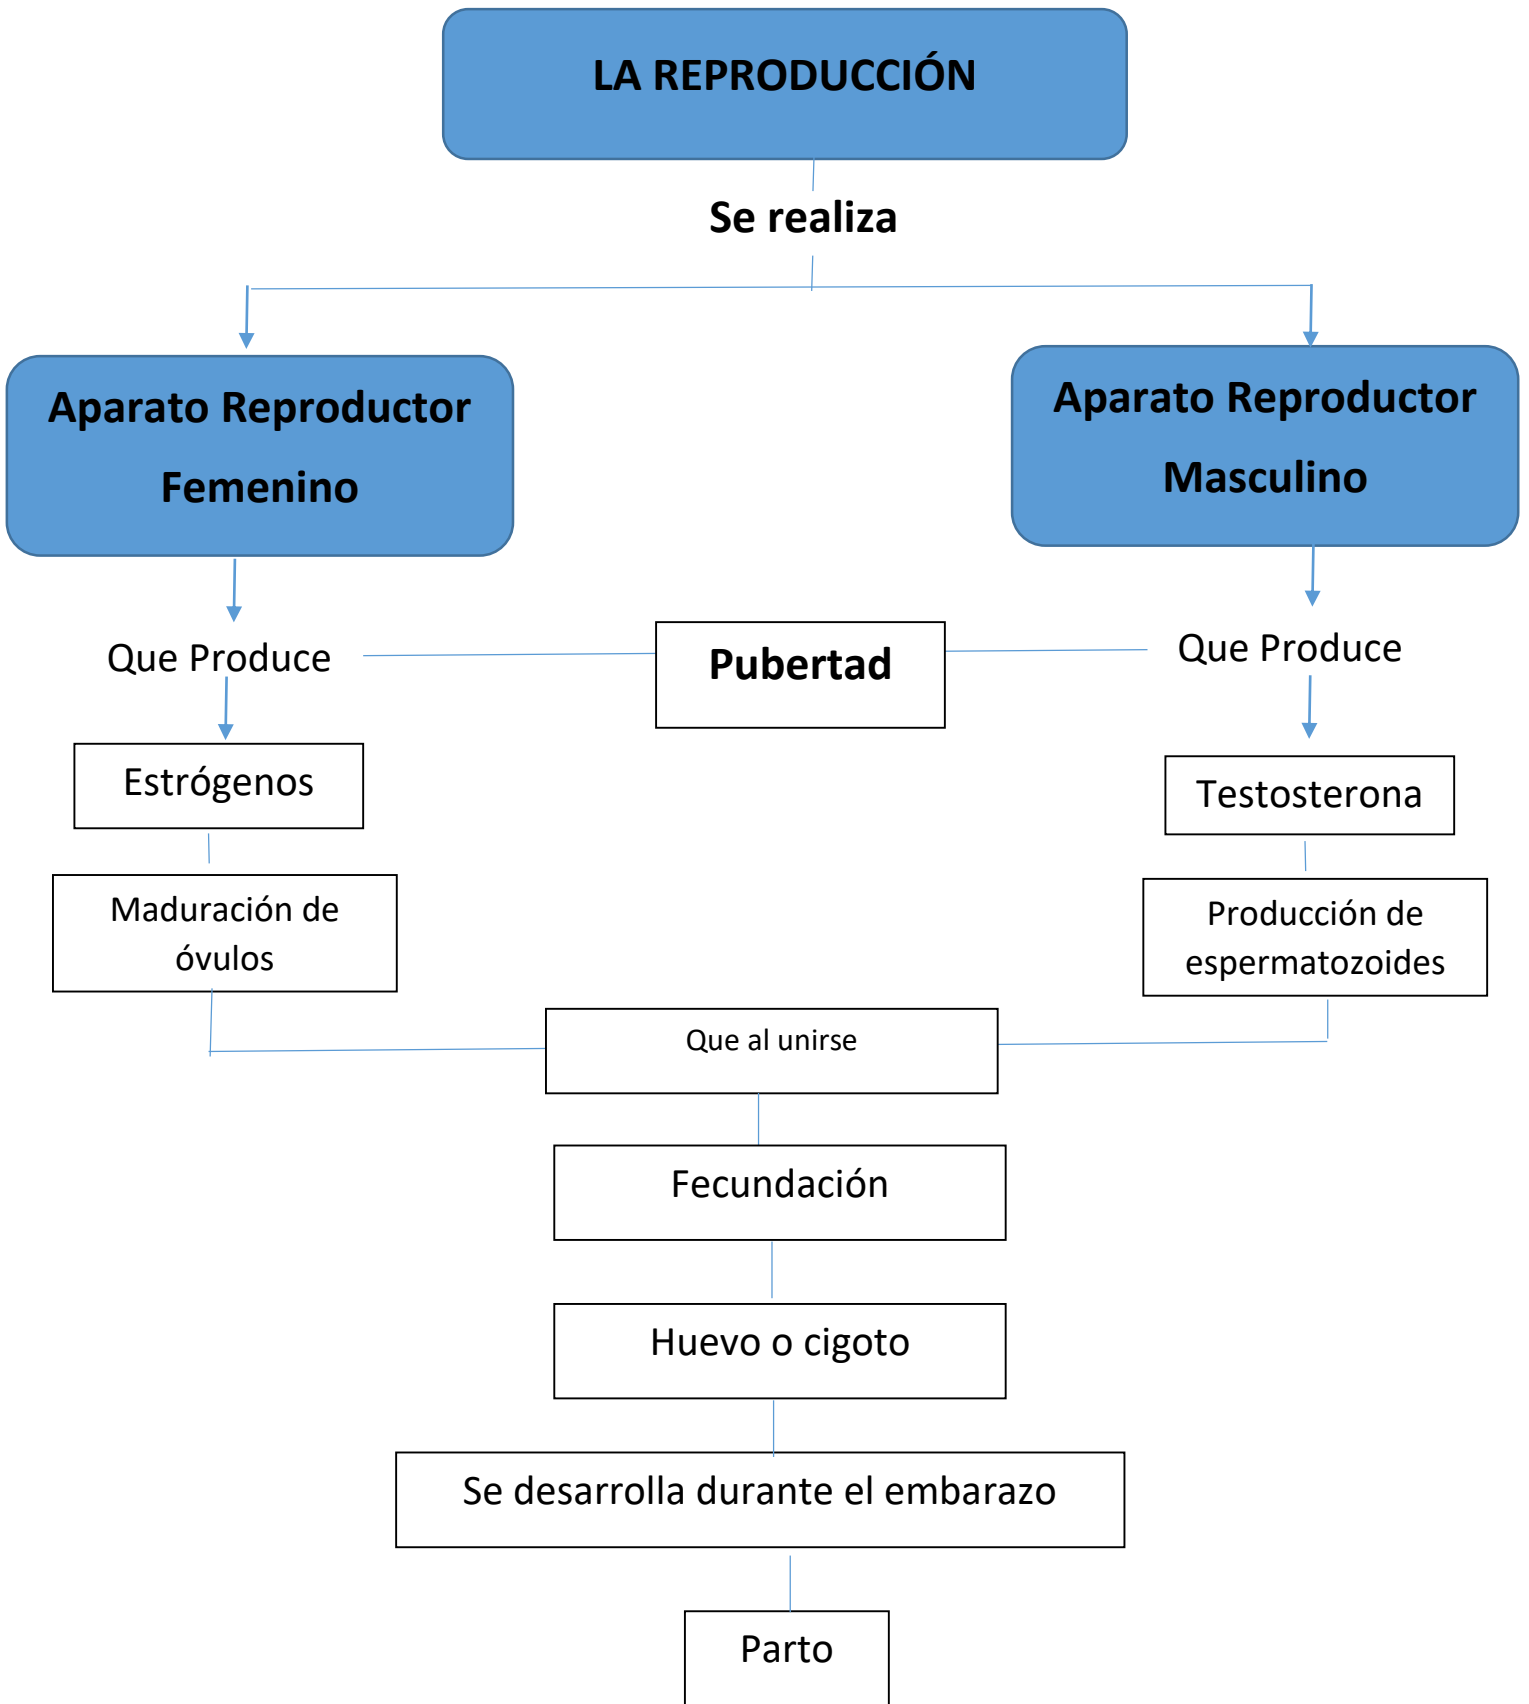 LA REPRODUCCIÓN
Se realiza
Aparato Reproductor
Femenino
Aparato Reproductor
Masculino
Que Produce
Pubertad
Que Produce
Estrógenos
Testosterona
Maduración de
óvulos
Producción de
espermatozoides
Que al unirse
Fecundación
Huevo o cigoto
Se desarrolla durante el embarazo
Parto